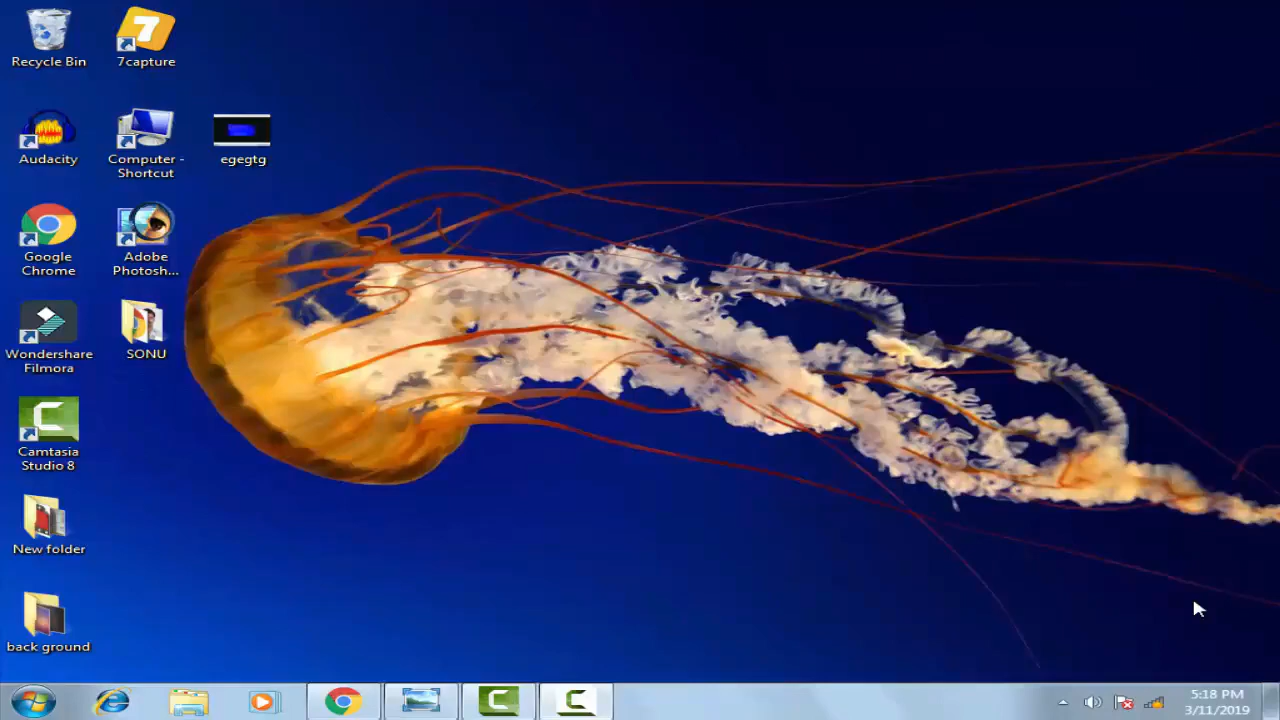 Recycle Bin
7capture
Audacity
Computer -
Shortcut
egegtg
Google
Chrome
Adobe
Photosh...
Wondershare
Filmora
SONU
Camtasia
Studio 8
New folder
back ground
5:18 PM
3/11/2019